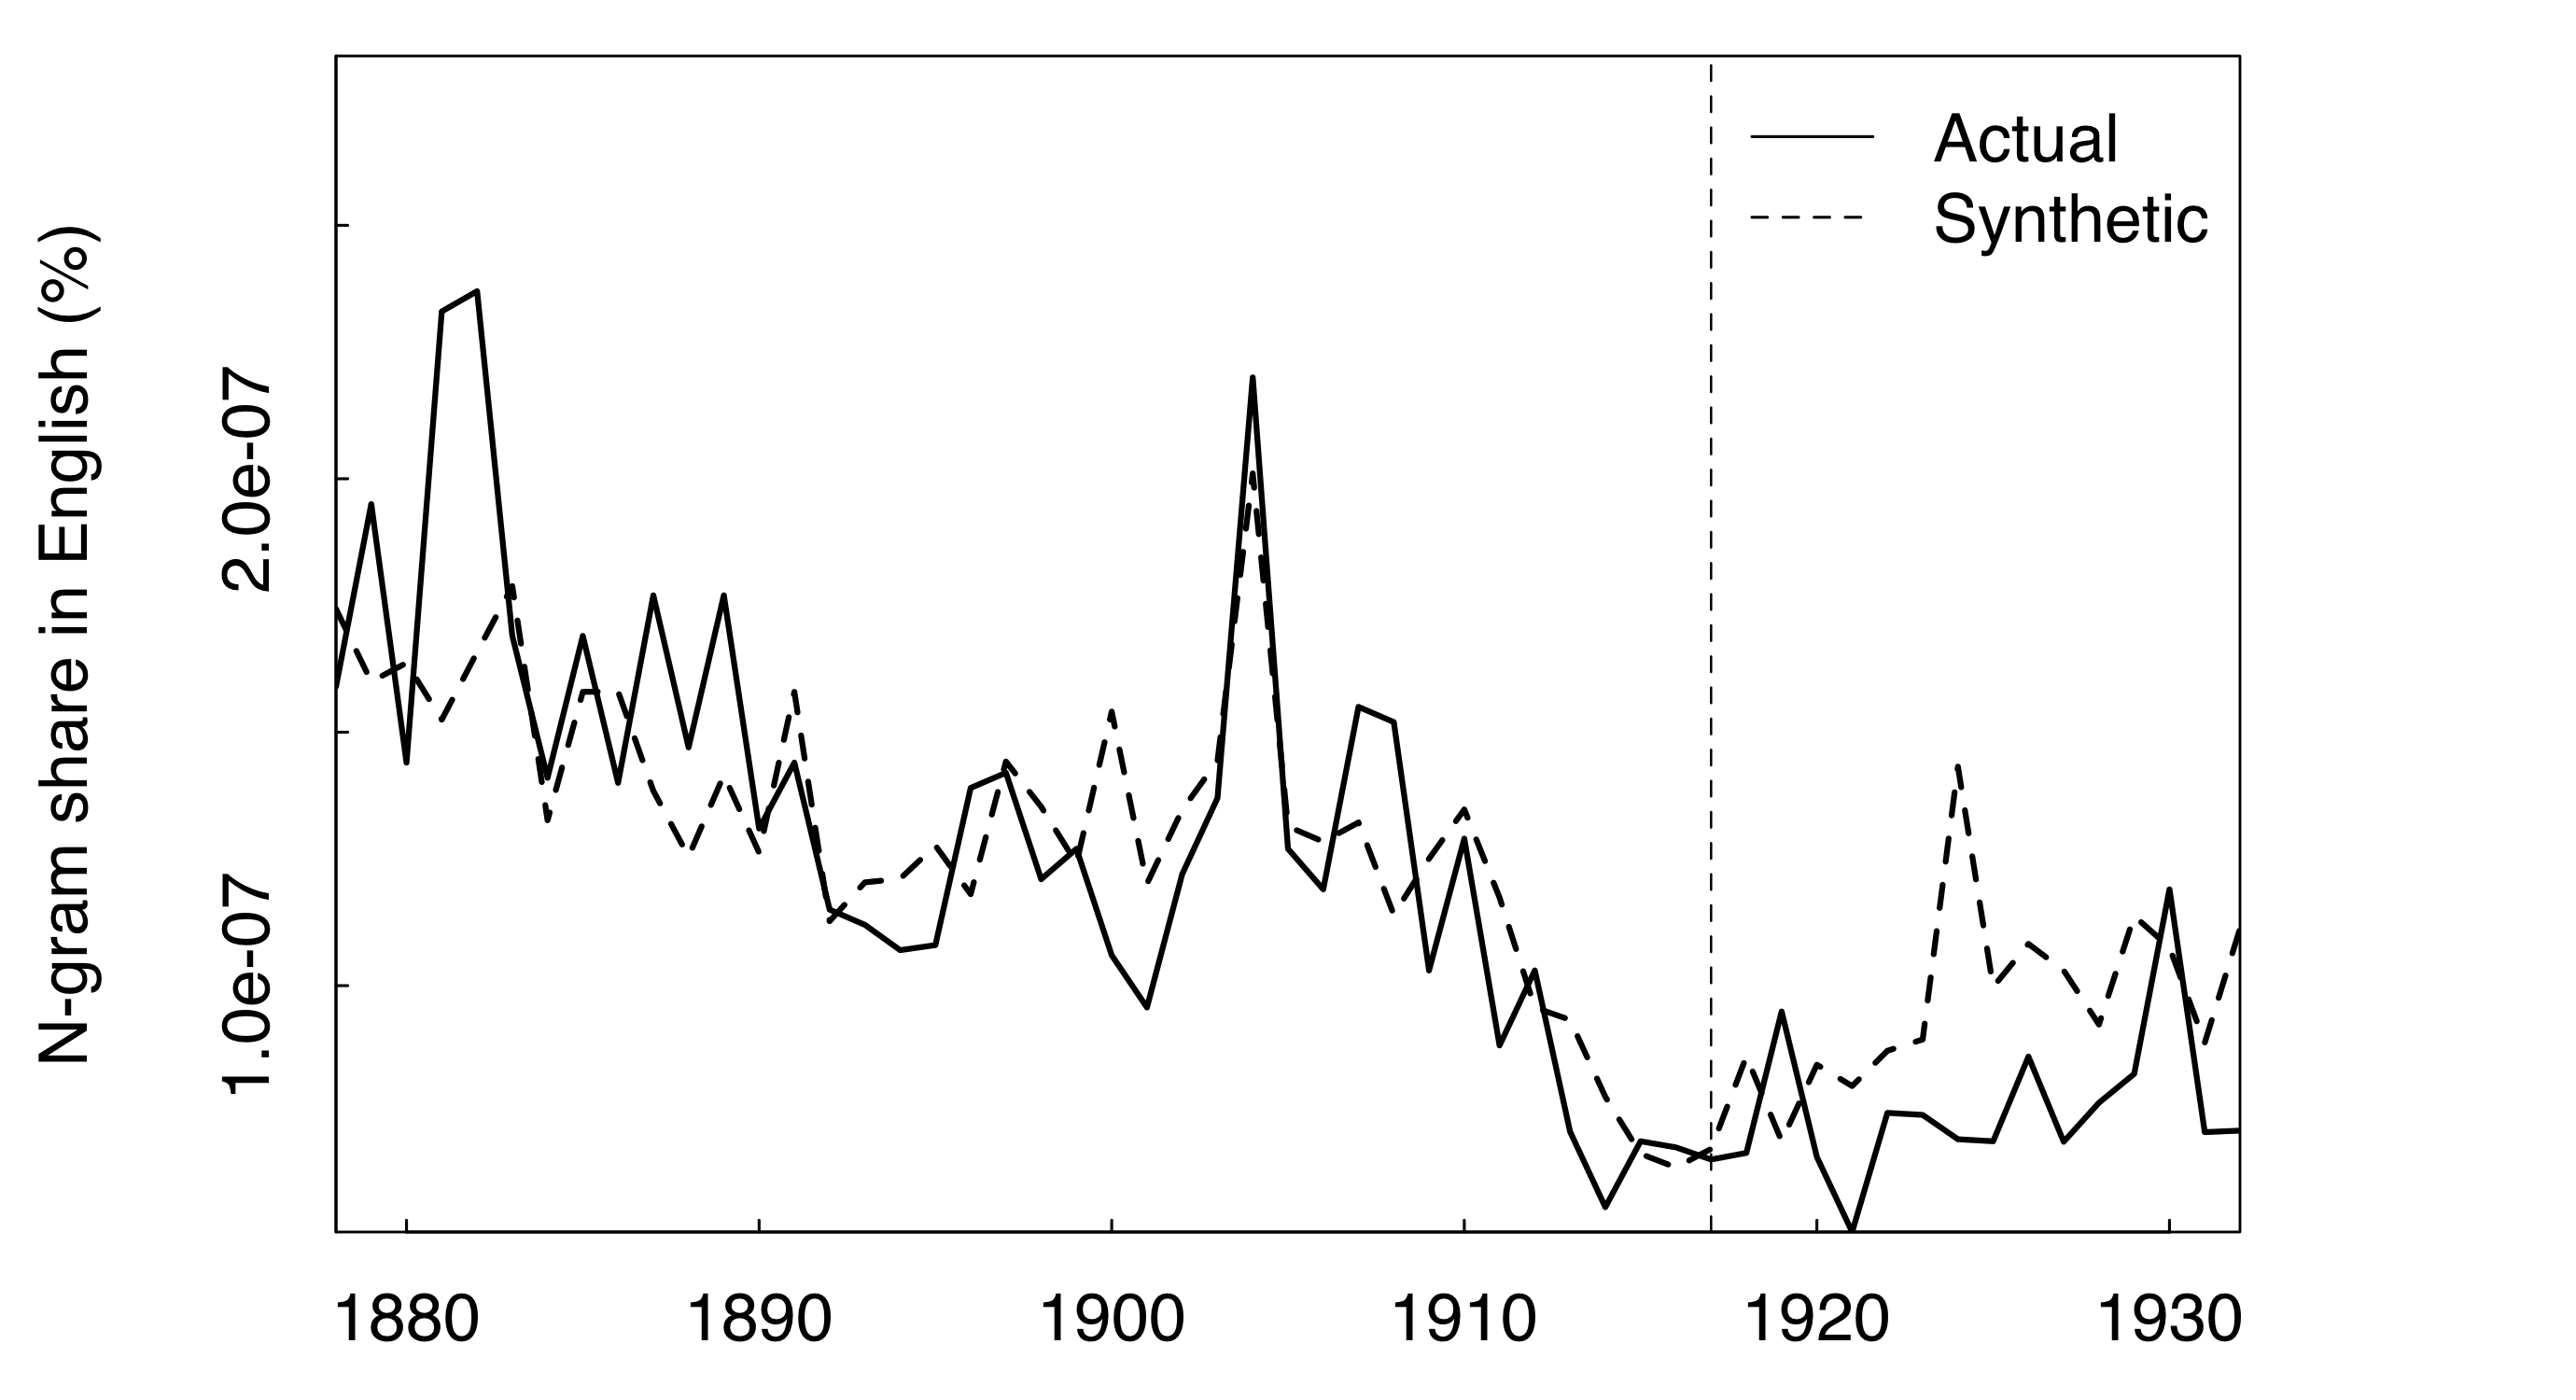 Actual
Synthetic
N-gram share in English (%)
2.0e-07
1.0e-07
1880 1890 1900 1910 1920 1930